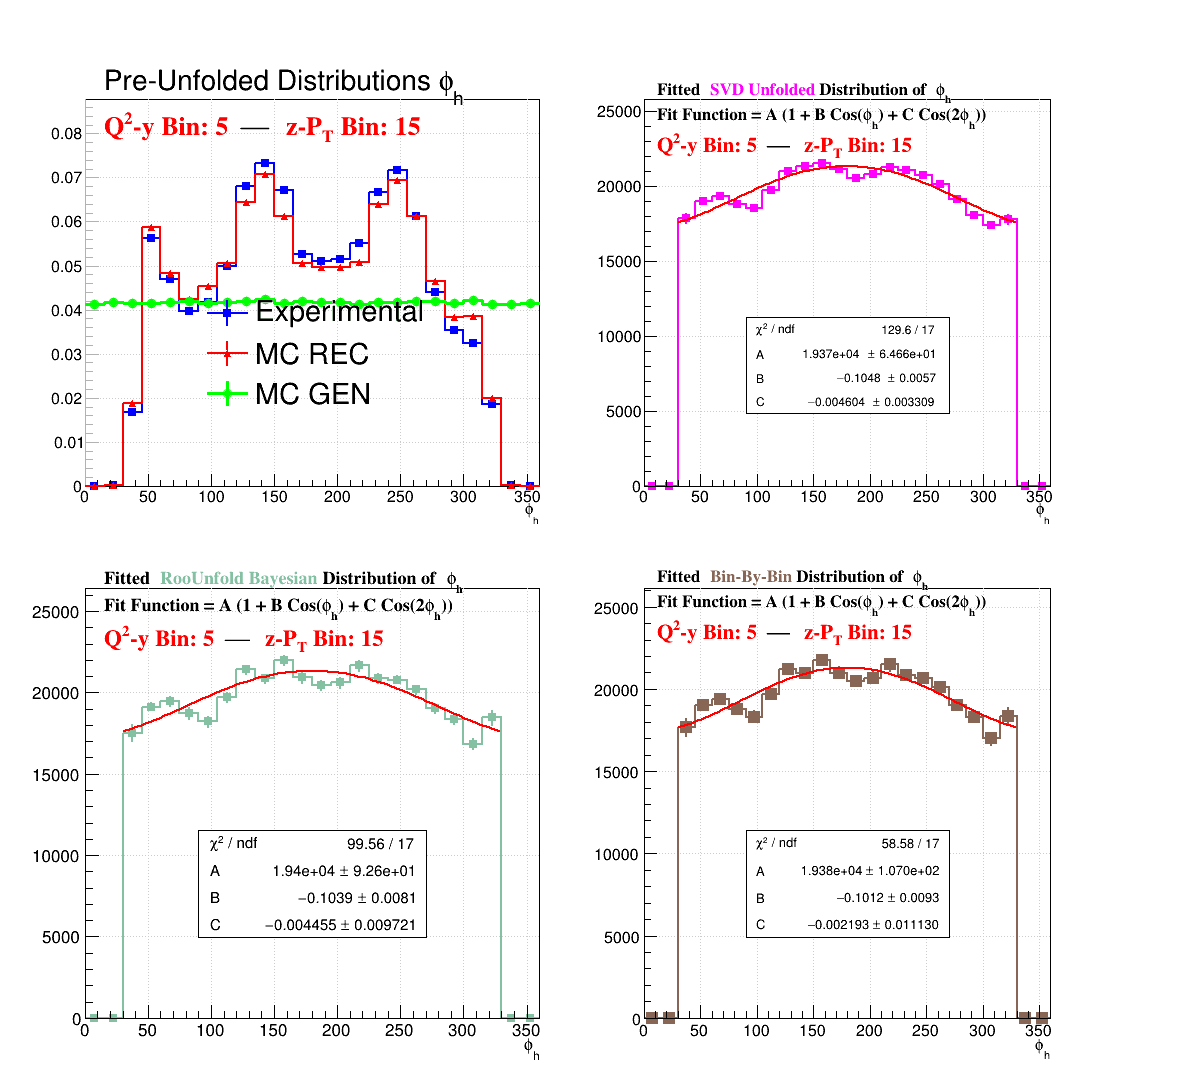 Pre-Unfolded Distributions ϕh
Q²-y Bin: 5 — z-PT Bin: 15
0.08
0.07
0.06
0.05
0.04
0.03
0.02
0.01
0
Experimental
MC REC
MC GEN
0 50 100 150 200 250 300 350
ϕh
Fitted SVD Unfolded Distribution of ϕh
Fit Function = A (1 + B Cos(ϕh) + C Cos(2ϕh))
Q²-y Bin: 5 — z-PT Bin: 15
25000
20000
15000
10000
5000
0
χ² / ndf 129.6 / 17
A 1.937e+04 ± 6.466e+01
B −0.1048 ± 0.0057
C −0.004604 ± 0.003309
0 50 100 150 200 250 300 350
ϕh
Fitted RooUnfold Bayesian Distribution of ϕh
Fit Function = A (1 + B Cos(ϕh) + C Cos(2ϕh))
Q²-y Bin: 5 — z-PT Bin: 15
25000
20000
15000
10000
5000
0
χ² / ndf 99.56 / 17
A 1.94e+04 ± 9.26e+01
B −0.1039 ± 0.0081
C −0.004455 ± 0.009721
0 50 100 150 200 250 300 350
ϕh
Fitted Bin-By-Bin Distribution of ϕh
Fit Function = A (1 + B Cos(ϕh) + C Cos(2ϕh))
Q²-y Bin: 5 — z-PT Bin: 15
25000
20000
15000
10000
5000
0
χ² / ndf 58.58 / 17
A 1.938e+04 ± 1.070e+02
B −0.1012 ± 0.0093
C −0.002193 ± 0.011130
0 50 100 150 200 250 300 350
ϕh